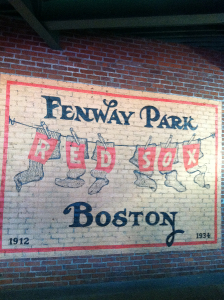 FENWAY PARK
RED SOX
BOSTON
1912 1934